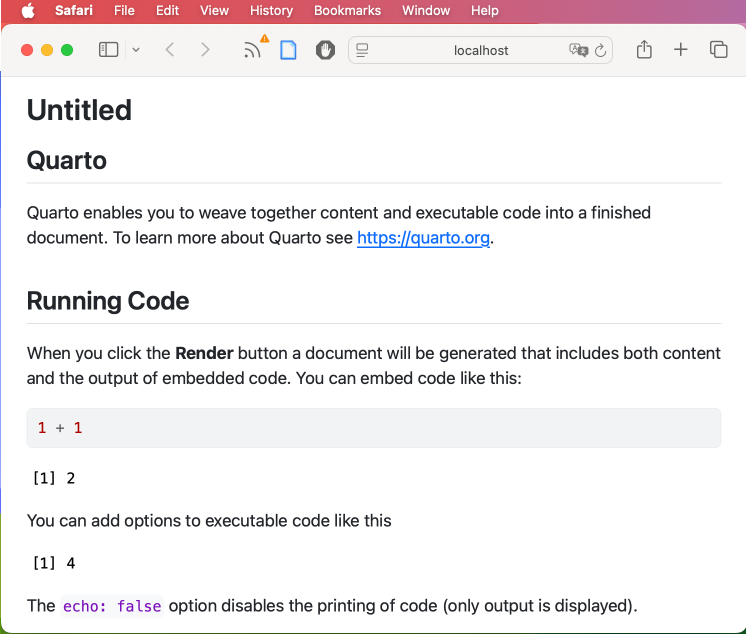 Safari File Edit View History Bookmarks Window Help
localhost
Untitled
Quarto
Quarto enables you to weave together content and executable code into a finished
document. To learn more about Quarto see https://quarto.org.
Running Code
When you click the Render button a document will be generated that includes both content
and the output of embedded code. You can embed code like this:
1 + 1
[1] 2
You can add options to executable code like this
[1] 4
The echo: false option disables the printing of code (only output is displayed).